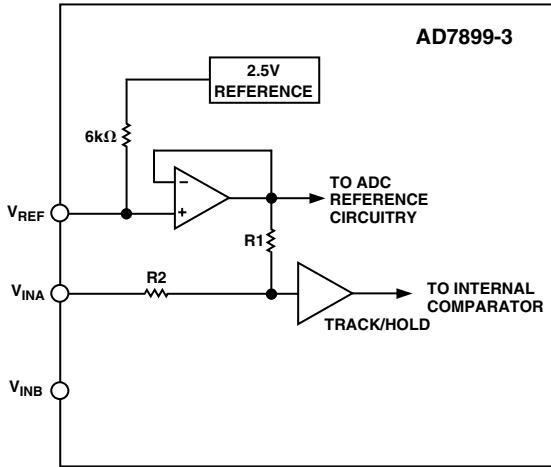 AD7899-3
2.5V
REFERENCE
6kΩ
−
+
TO ADC
REFERENCE
CIRCUITRY
VREF
R1
R2
VINA
TRACK/HOLD
TO INTERNAL
COMPARATOR
VINB